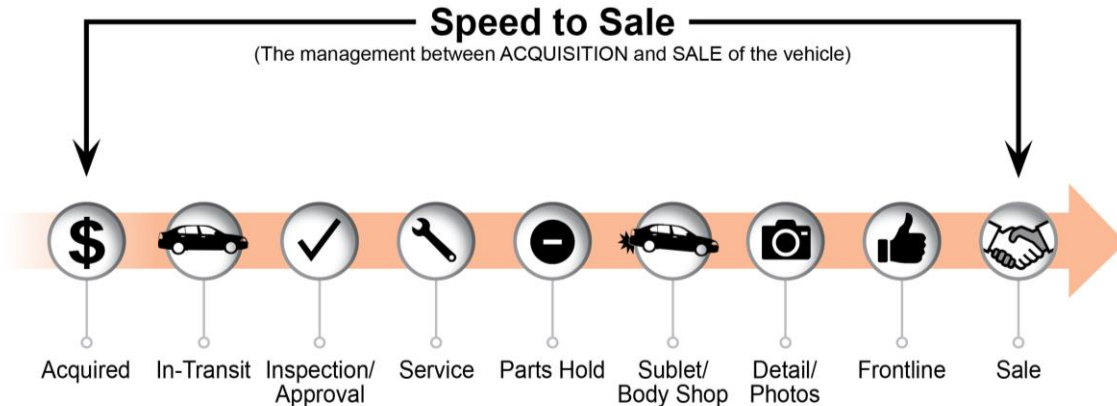 Speed to Sale
(The management between ACQUISITION and SALE of the vehicle)
$
Acquired
In-Transit
Inspection/
Approval
Service
Parts Hold
Sublet/
Body Shop
Detail/
Photos
Frontline
Sale